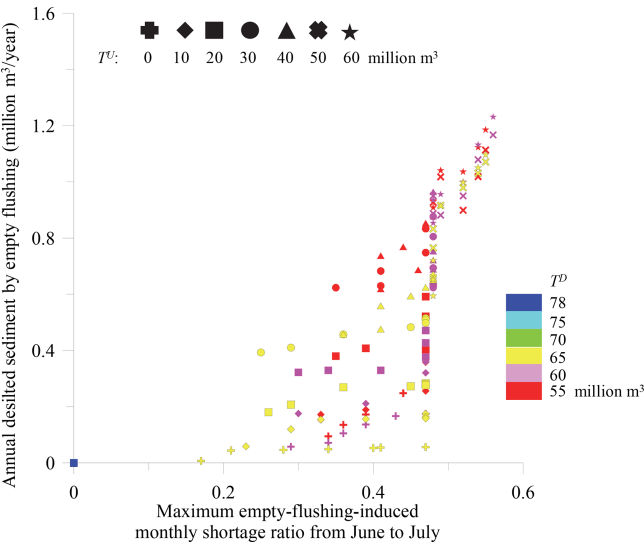 1.6
T^U: 0 10 20 30 40 50 60 million m³
1.2
0.8
0.4
0
Annual desilted sediment by empty flushing (million m³/year)
T^D
78
75
70
65
60
55 million m³
0 0.2 0.4 0.6
Maximum empty-flushing-induced
monthly shortage ratio from June to July